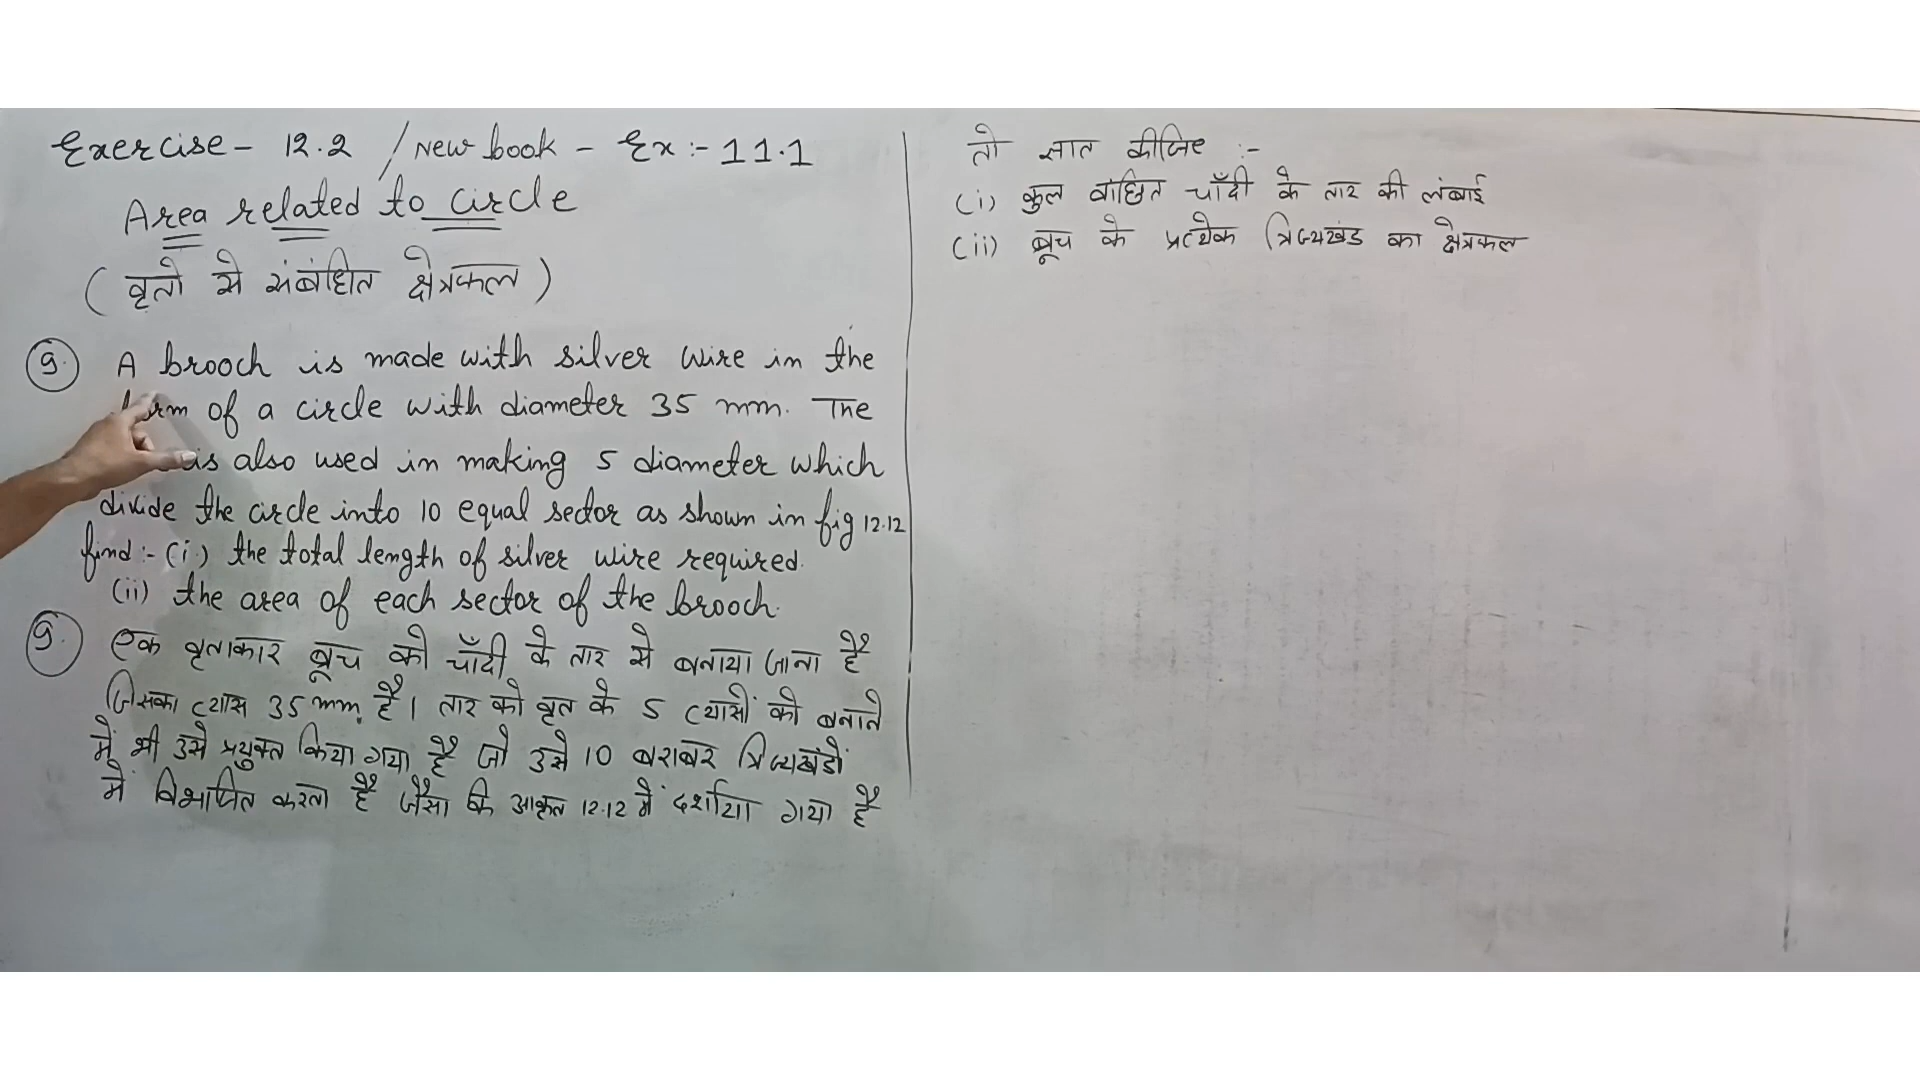 Exercise - 12.2 / New book - Ex :- 11.1
Area related to circle
( वृतो से संबंधित क्षेत्रफल )
9. A brooch is made with silver wire in the
form of a circle with diameter 35 mm. The
is also used in making 5 diameter which
divide the circle into 10 equal sector as shown in fig 12.12
find :- (i) the total length of silver wire required.
(ii) the area of each sector of the brooch.
9. एक वृताकार ब्रूच को चाँदी के तार से बनाया जाना है
जिसका व्यास 35 mm. है। तार को वृत के 5 व्यासों को बनाने
में भी उसे प्रयुक्त किया गया है जो उसे 10 बराबर त्रिज्यखंडों
में विभाजित करता है जैसा कि आकृत 12.12 में दर्शाया गया है
तो ज्ञात कीजिए :-
(i) कुल वांछित चाँदी के तार की लंबाई
(ii) ब्रूच के प्रत्येक त्रिज्यखंड का क्षेत्रफल